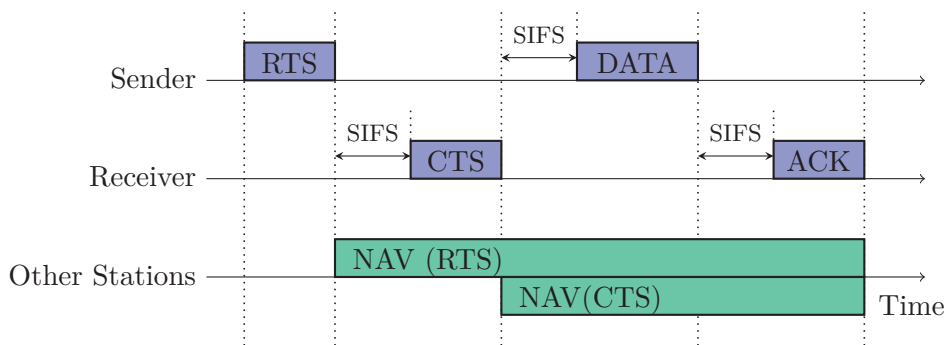 SIFS
RTS
DATA
Sender
SIFS
SIFS
CTS
ACK
Receiver
NAV (RTS)
Other Stations
NAV(CTS)
Time